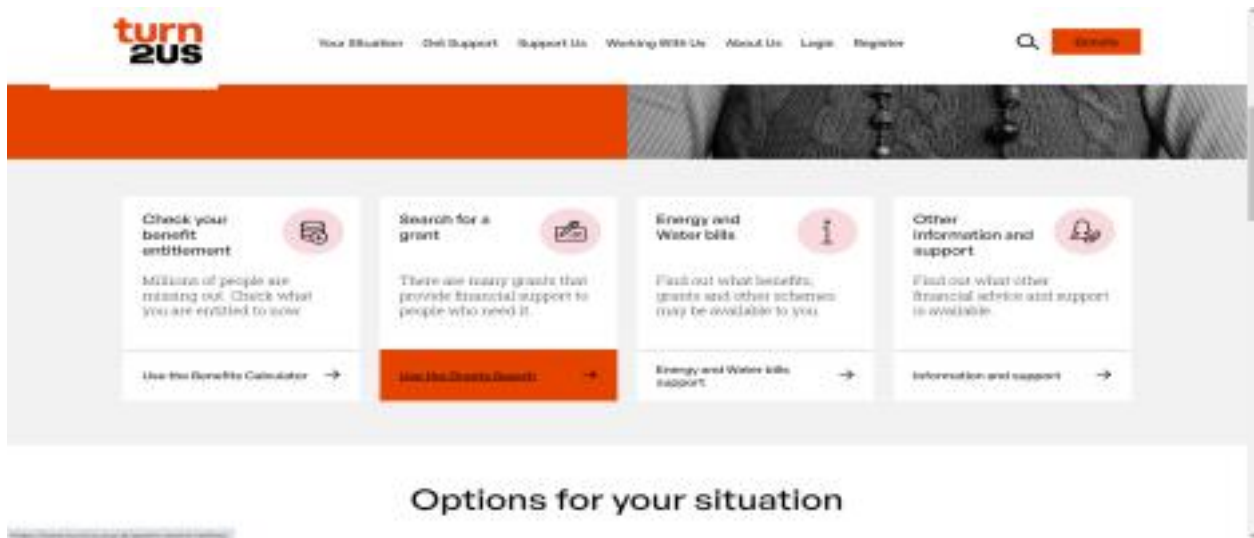 turn
2us
Your Situation Get Support Support Us Working With Us About Us Login Register
Donate
Check your
benefit
entitlement
Millions of people are
missing out. Check what
you are entitled to now
Use the Benefits Calculator
Search for a
grant
There are many grants that
provide financial support to
people who need it.
Use the Grants Search
Energy and
Water bills
Find out what benefits,
grants and other schemes
may be available to you.
Energy and Water bills
support
Other
information and
support
Find out what other
financial advice and support
is available.
Information and support
Options for your situation